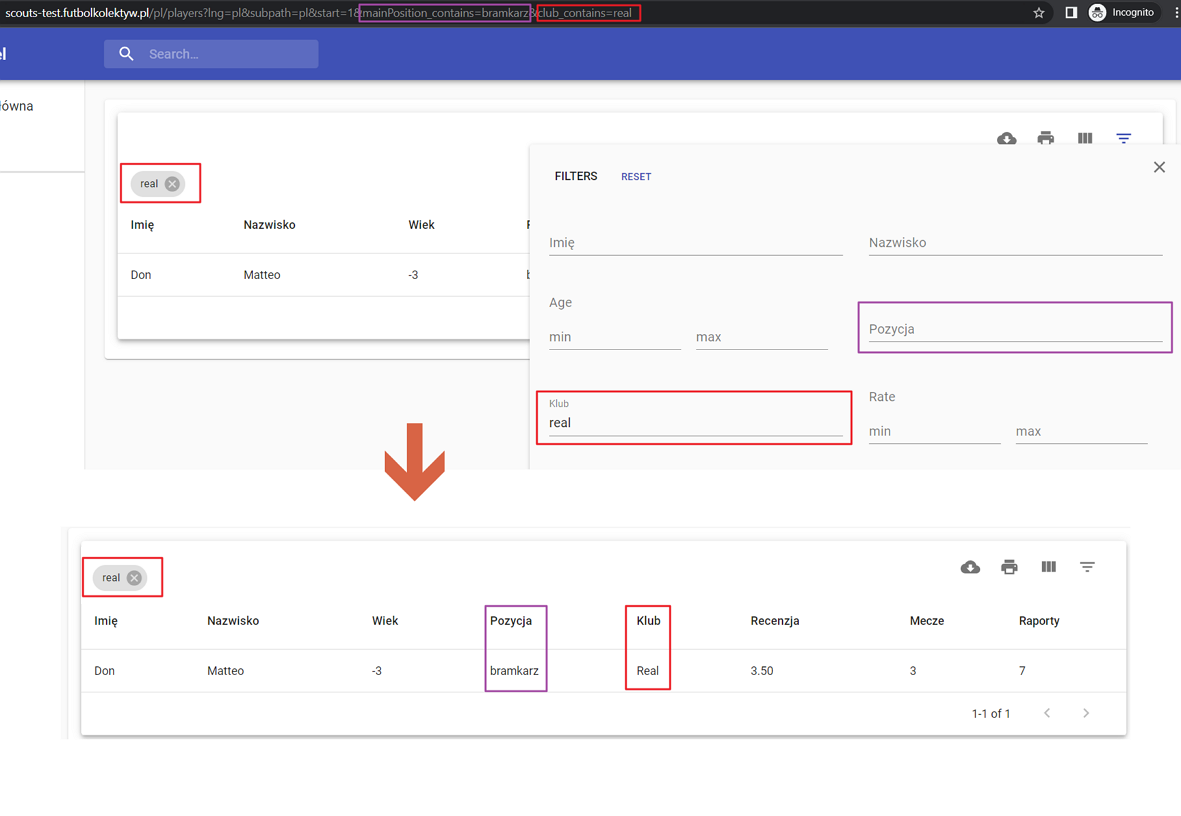 scouts-test.futbolkolektyw.pl/pl/players?lng=pl&subpath=pl&start=1&mainPosition_contains=bramkarz&club_contains=real
Incognito
el
Search...
łówna
real
FILTERS RESET
Imię Nazwisko Wiek
Imię Nazwisko
Don Matteo -3
Age
min max
Pozycja
Klub
real
Rate
min max
real
Imię Nazwisko Wiek Pozycja Klub Recenzja Mecze Raporty
Don Matteo -3 bramkarz Real 3.50 3 7
1-1 of 1